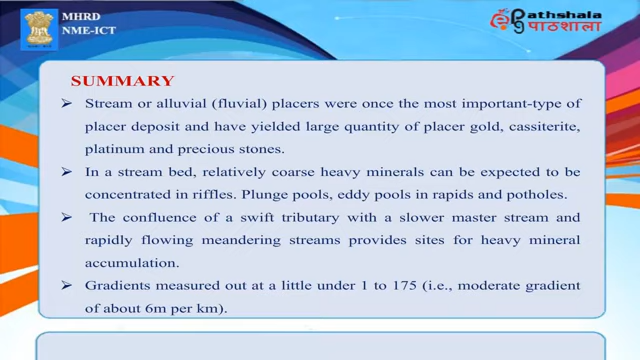 MHRD
NME-ICT
Pathshala
पाठशाला
SUMMARY
Stream or alluvial (fluvial) placers were once the most important-type of
placer deposit and have yielded large quantity of placer gold, cassiterite,
platinum and precious stones.
In a stream bed, relatively coarse heavy minerals can be expected to be
concentrated in riffles. Plunge pools, eddy pools in rapids and potholes.
The confluence of a swift tributary with a slower master stream and
rapidly flowing meandering streams provides sites for heavy mineral
accumulation.
Gradients measured out at a little under 1 to 175 (i.e., moderate gradient
of about 6m per km).